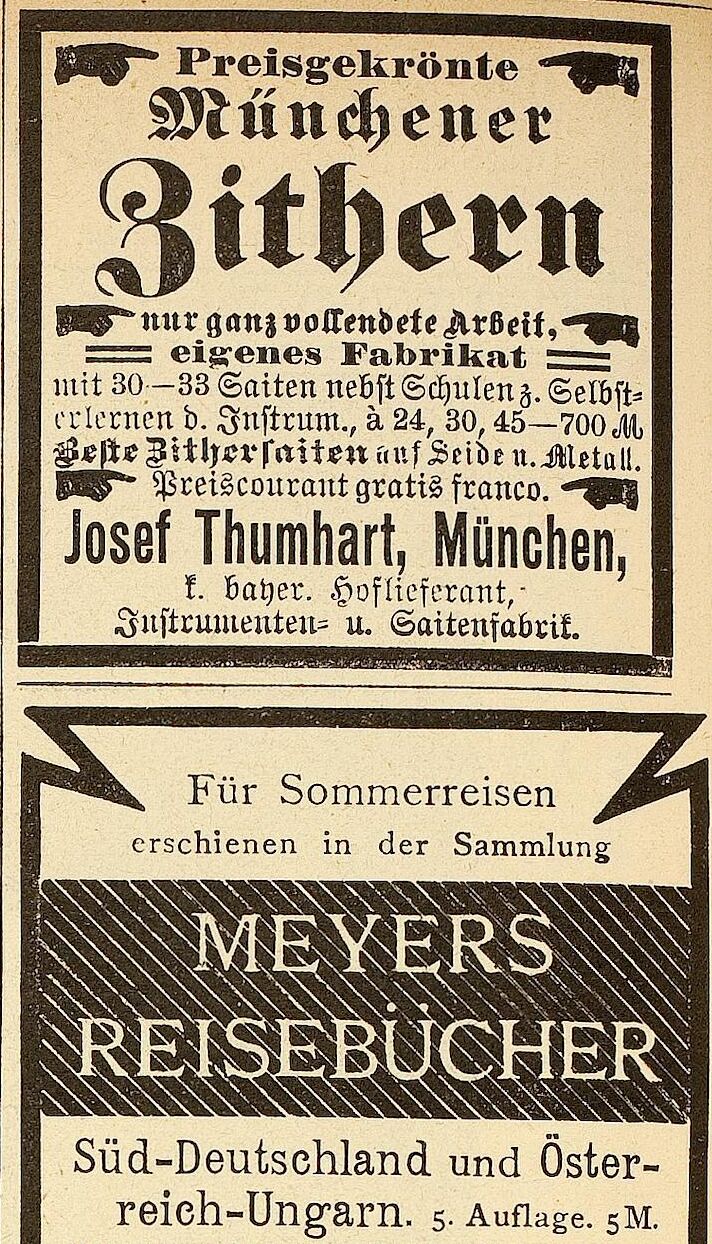 Preisgekrönte
Münchener
Zithern
nur ganz vollendete Arbeit,
eigenes Fabrikat
mit 30—33 Saiten nebſt Schulen z. Selbſt⸗
erlernen d. Inſtrum., à 24, 30, 45—700 M
Beſte Zitherſaiten auf Seide u. Metall.
Preiscourant gratis franco.
Josef Thumhart, München,
k. bayer. Hoflieferant,
Inſtrumenten⸗ u. Saitenfabrik.
Für Sommerreisen
erschienen in der Sammlung
MEYERS
REISEBÜCHER
Süd-Deutschland und Öster-
reich-Ungarn. 5. Auflage. 5M.